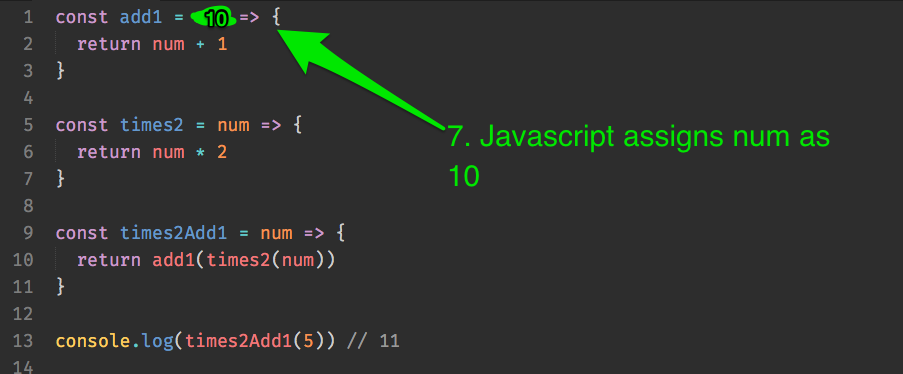 1 const add1 = 10 => {
2 return num + 1
3 }
4
5 const times2 = num => {
6 return num * 2
7 }
8
9 const times2Add1 = num => {
10 return add1(times2(num))
11 }
12
13 console.log(times2Add1(5)) // 11
14
7. Javascript assigns num as
10